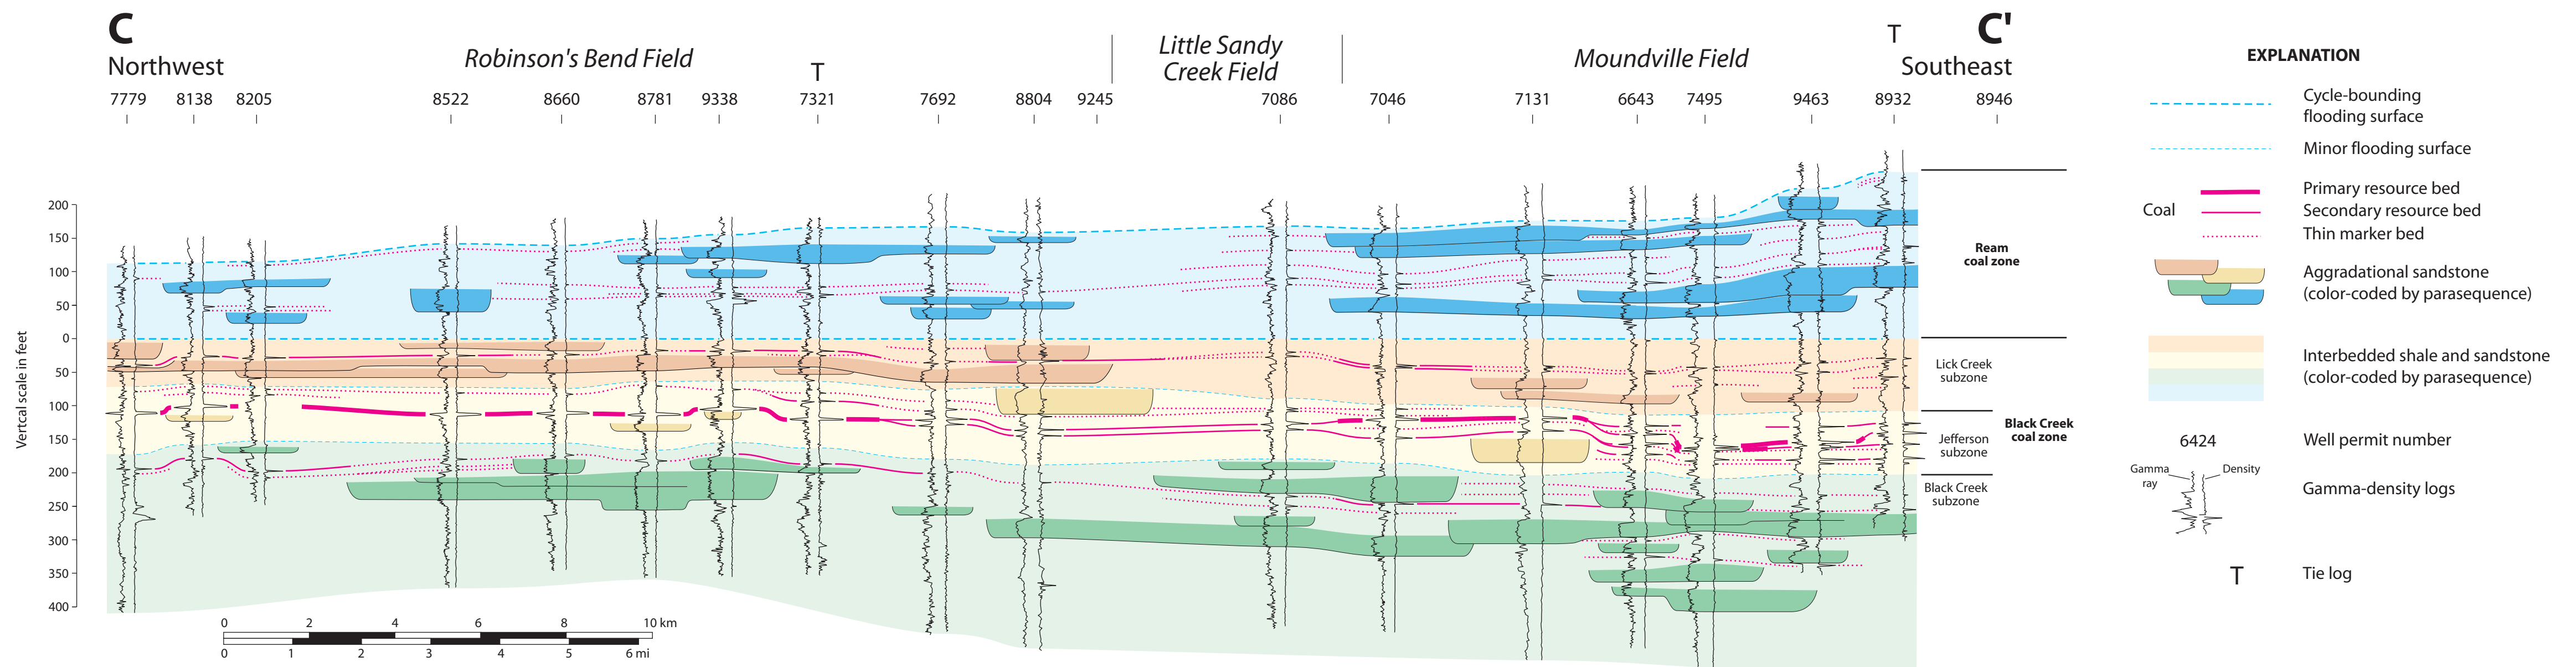 C
Northwest
Robinson's Bend Field
T
Little Sandy
Creek Field
Moundville Field
T
C'
Southeast
7779 8138 8205 8522 8660 8781 9338 7321 7692 8804 9245 7086 7046 7131 6643 7495 9463 8932 8946
Vertcal scale in feet
200
150
100
50
0
50
100
150
200
250
300
350
400
0 2 4 6 8 10 km
0 1 2 3 4 5 6 mi
Ream
coal zone
Lick Creek
subzone
Black Creek
coal zone
Jefferson
subzone
Black Creek
subzone
EXPLANATION
Cycle-bounding
flooding surface
Minor flooding surface
Coal
Primary resource bed
Secondary resource bed
Thin marker bed
Aggradational sandstone
(color-coded by parasequence)
Interbedded shale and sandstone
(color-coded by parasequence)
6424 Well permit number
Gamma
ray
Density
Gamma-density logs
T Tie log